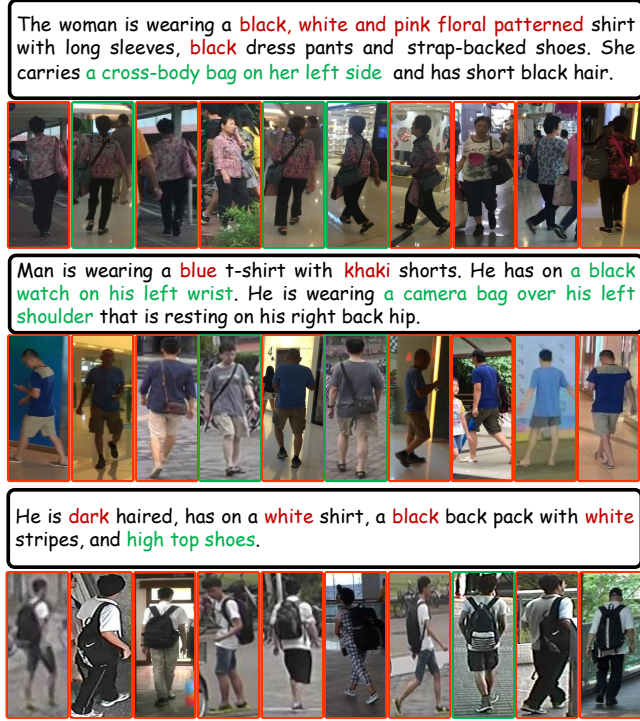 The woman is wearing a black, white and pink floral patterned shirt
with long sleeves, black dress pants and strap-backed shoes. She
carries a cross-body bag on her left side and has short black hair.
Man is wearing a blue t-shirt with khaki shorts. He has on a black
watch on his left wrist. He is wearing a camera bag over his left
shoulder that is resting on his right back hip.
4
He is dark haired, has on a white shirt, a black back pack with white
stripes, and high top shoes.